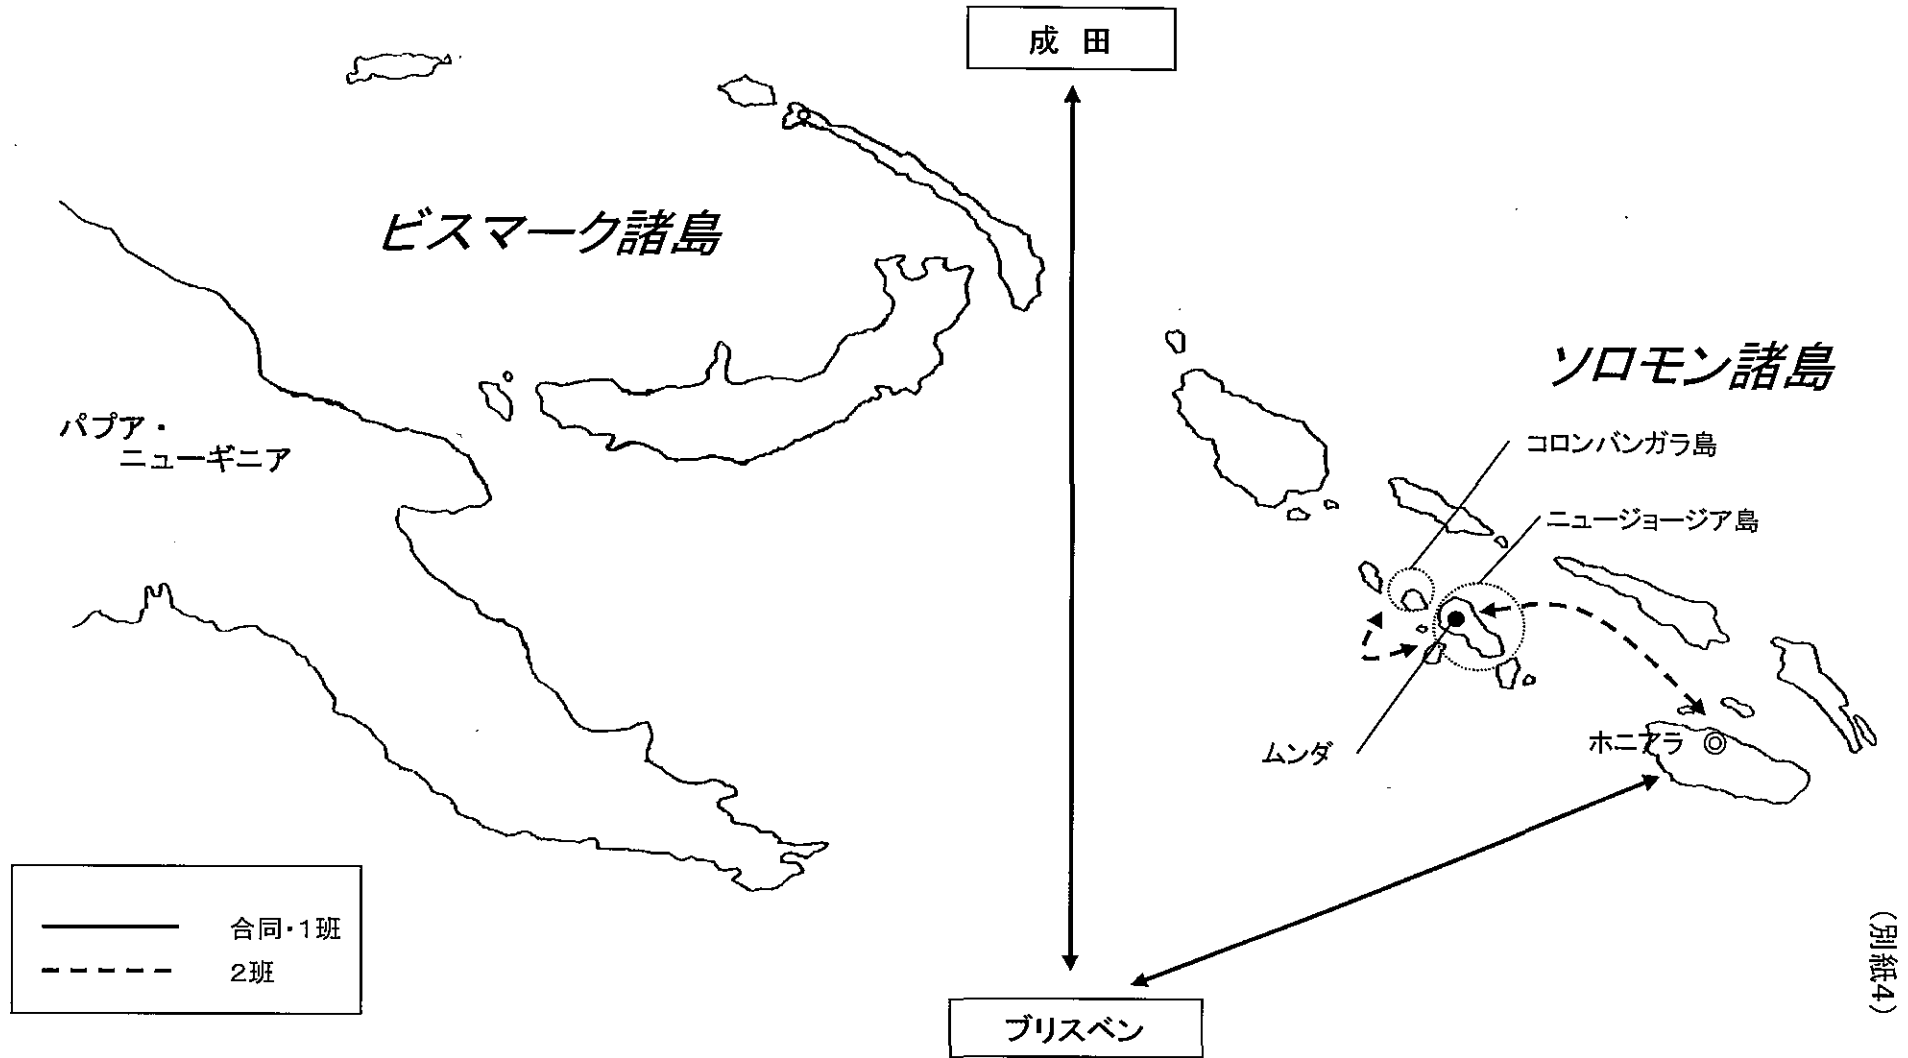 成 田
ビスマーク諸島
ソロモン諸島
パプア・
ニューギニア
コロンバンガラ島
ニュージョージア島
ムンダ
ホニアラ
合同・1班
2班
ブリスベン
(別紙4)